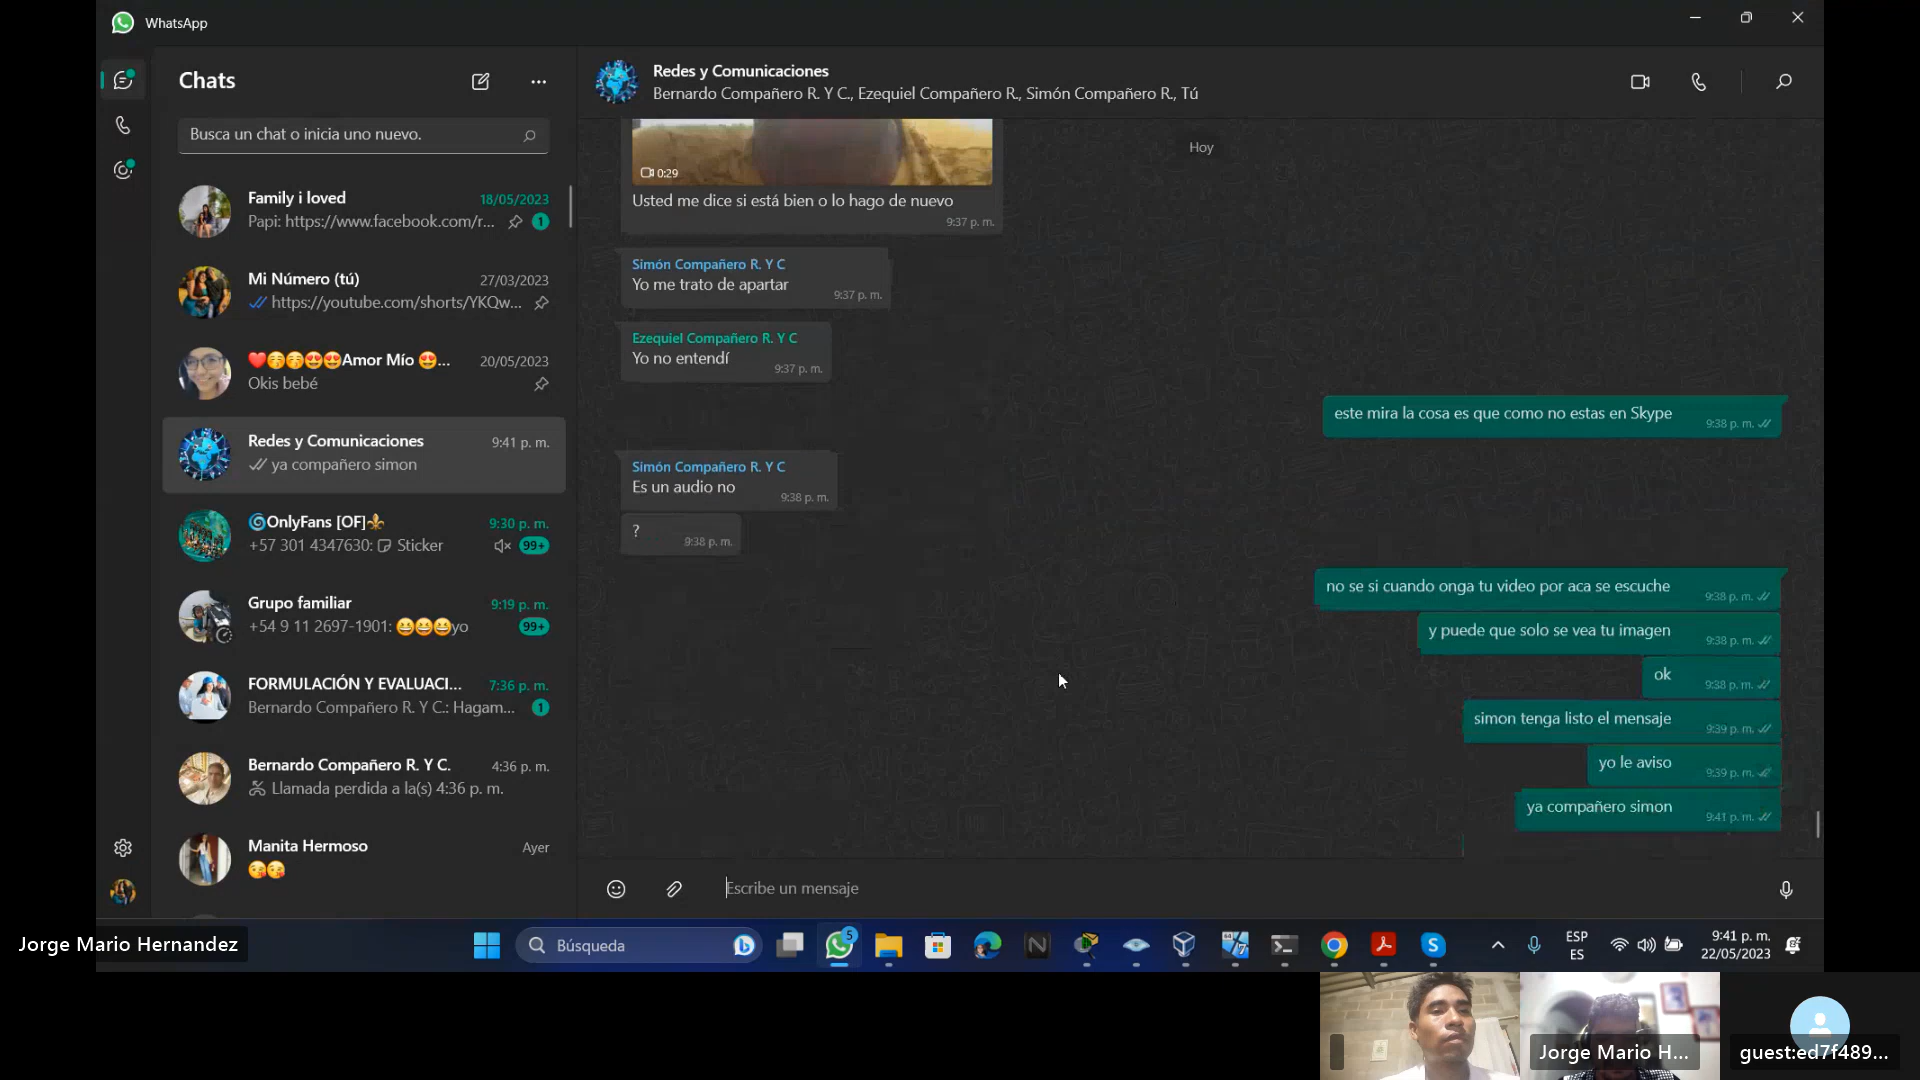 WhatsApp
Chats
Busca un chat o inicia uno nuevo.
Family i loved
18/05/2023
Papi: https://www.facebook.com/r...
1
Mi Número (tú)
27/03/2023
https://youtube.com/shorts/YKQw...
❤️😚😚😍😍Amor Mío 😍...
20/05/2023
Okis bebé
Redes y Comunicaciones
9:41 p. m.
ya compañero simon
🌀OnlyFans [OF]⚜️
9:30 p. m.
+57 301 4347630: Sticker
99+
Grupo familiar
9:19 p. m.
+54 9 11 2697-1901: 😆😆😆yo
99+
FORMULACIÓN Y EVALUACI...
7:36 p. m.
Bernardo Compañero R. Y C.: Hagam...
1
Bernardo Compañero R. Y C.
4:36 p. m.
Llamada perdida a la(s) 4:36 p. m.
Manita Hermoso
Ayer
😘😘
Redes y Comunicaciones
Bernardo Compañero R. Y C., Ezequiel Compañero R., Simón Compañero R., Tú
Hoy
0:29
Usted me dice si está bien o lo hago de nuevo
9:37 p. m.
Simón Compañero R. Y C
Yo me trato de apartar
9:37 p. m.
Ezequiel Compañero R. Y C
Yo no entendí
9:37 p. m.
este mira la cosa es que como no estas en Skype
9:38 p. m.
Simón Compañero R. Y C
Es un audio no
9:38 p. m.
?
9:38 p. m.
no se si cuando onga tu video por aca se escuche
9:38 p. m.
y puede que solo se vea tu imagen
9:38 p. m.
ok
9:38 p. m.
simon tenga listo el mensaje
9:39 p. m.
yo le aviso
9:39 p. m.
ya compañero simon
9:41 p. m.
Escribe un mensaje
Jorge Mario Hernandez
Búsqueda
5
ESP
ES
9:41 p. m.
22/05/2023
Jorge Mario H...
guest:ed7f489...